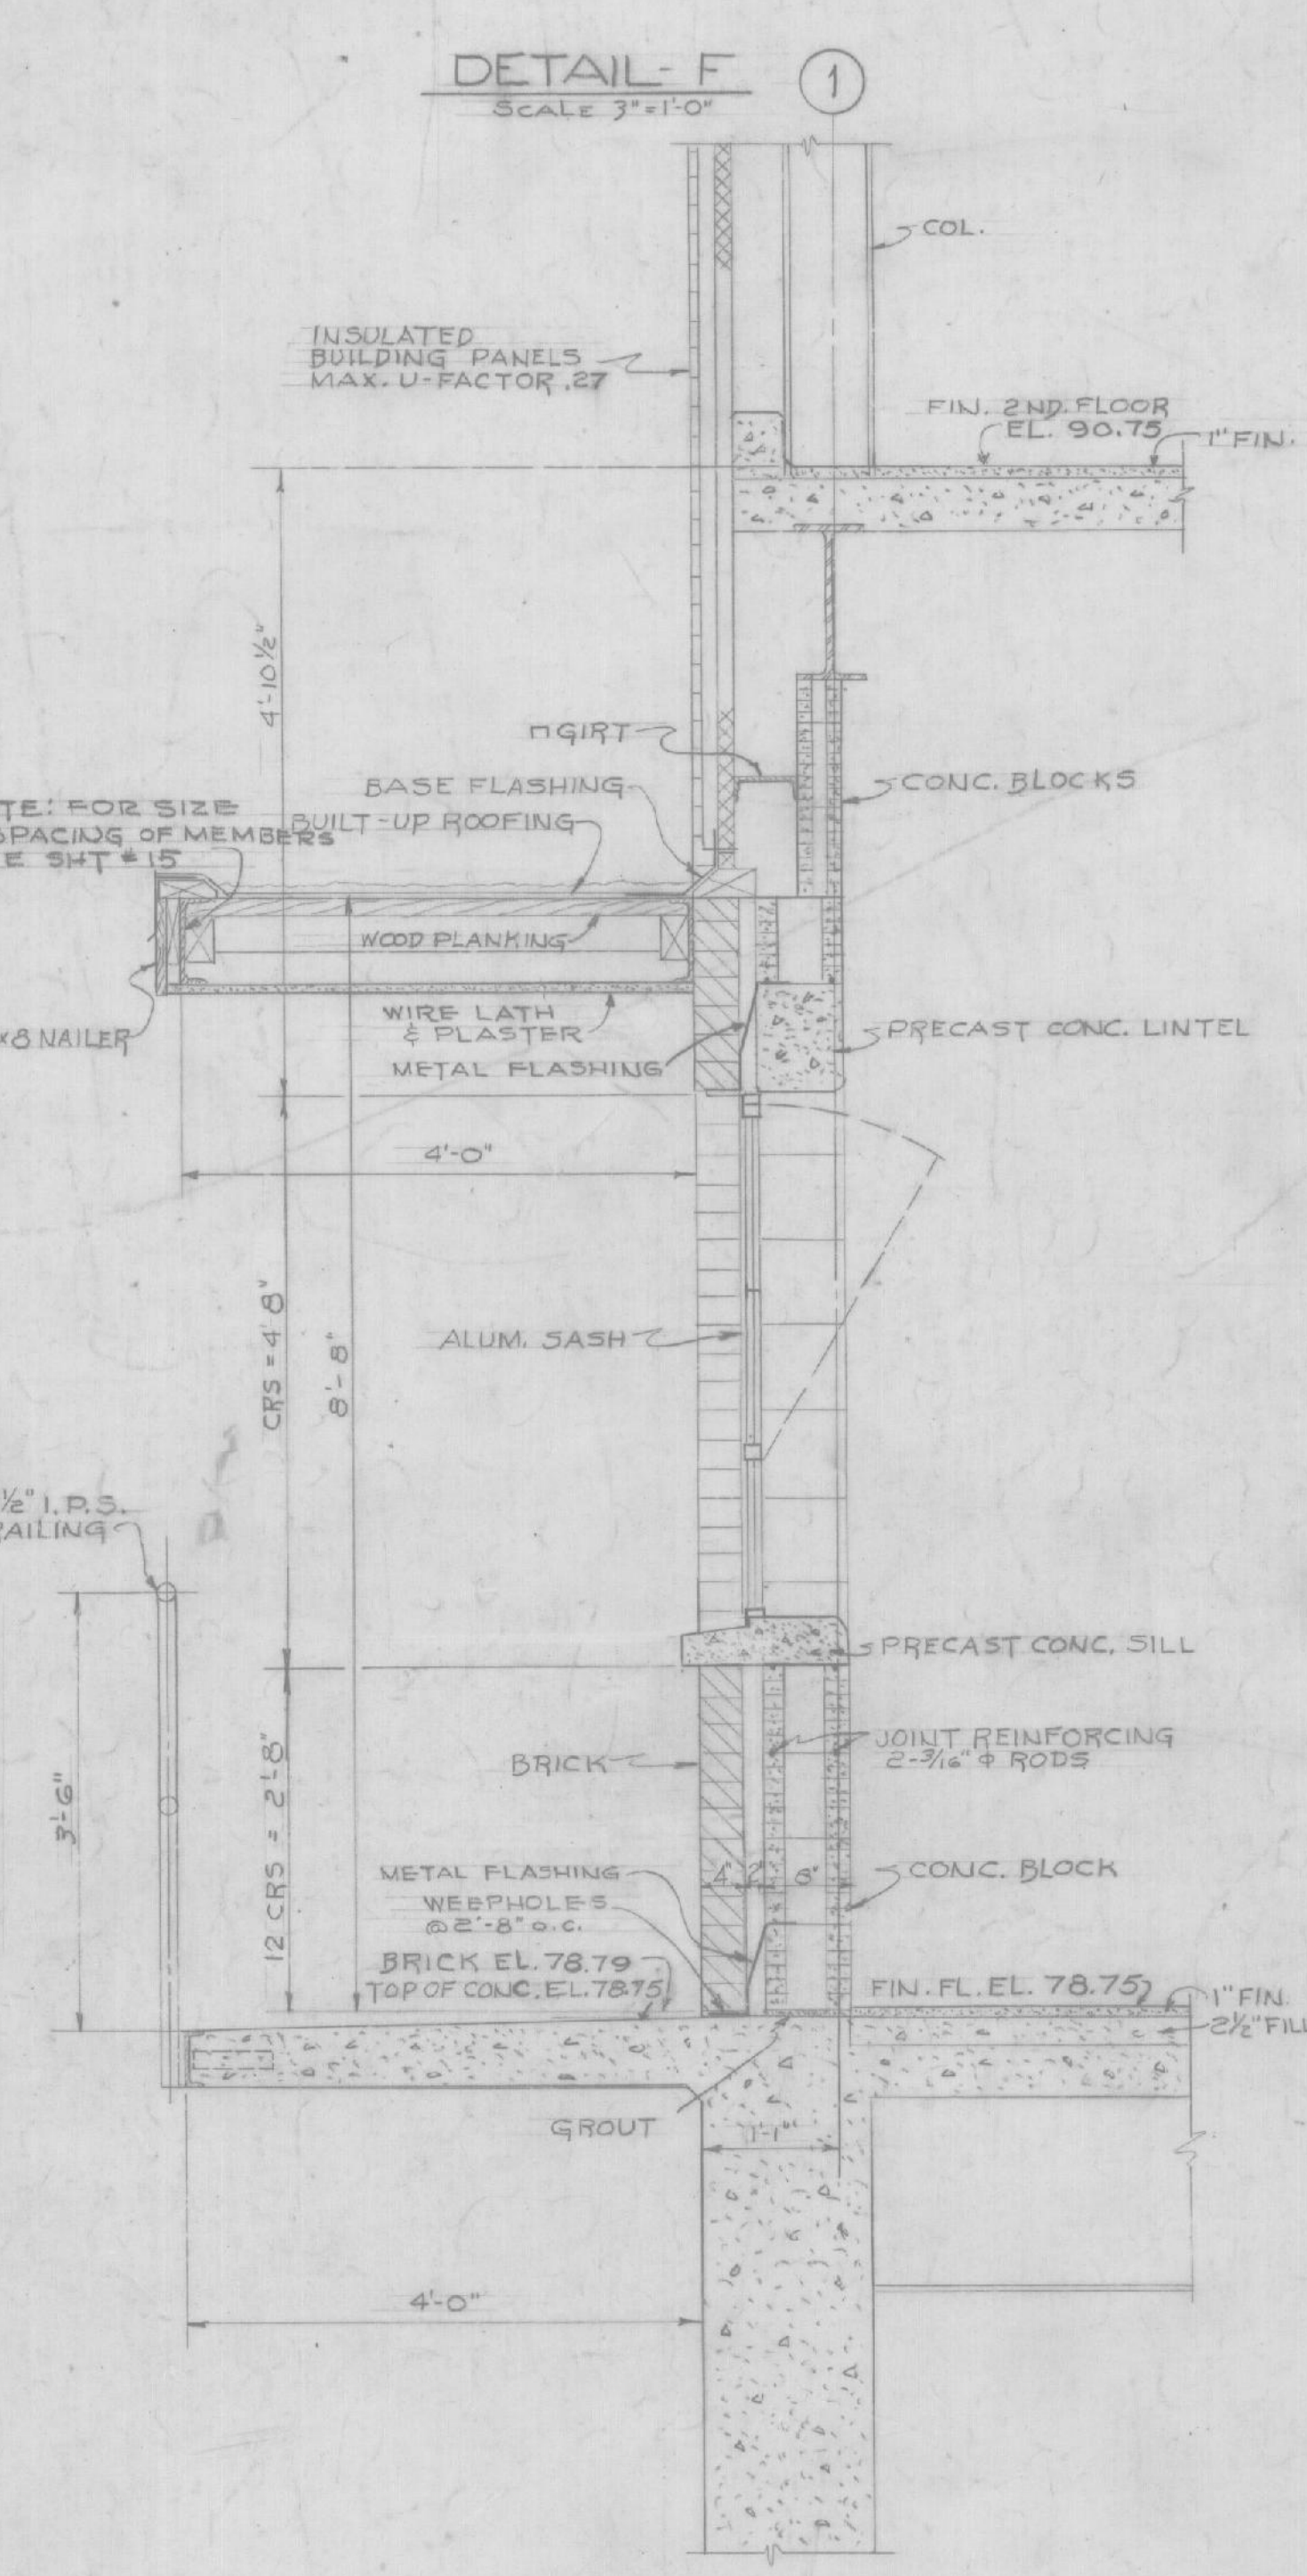 DETAIL - F
1
SCALE 3"=1'-0"
COL.
INSULATED
BUILDING PANELS
MAX. U-FACTOR .27
FIN. 2ND. FLOOR
EL. 90.75
1" FIN.
4'-10½"
GIRT
BASE FLASHING
CONC. BLOCKS
TE: FOR SIZE
SPACING OF MEMBERS
E SHT #15
BUILT-UP ROOFING
WOOD PLANKING
WIRE LATH
& PLASTER
×8 NAILER
PRECAST CONC. LINTEL
METAL FLASHING
4'-0"
CRS = 4'8"
8'-8"
ALUM. SASH
½" I.P.S.
RAILING
PRECAST CONC. SILL
3'-6"
12 CRS = 2'-8"
BRICK
JOINT REINFORCING
2-3/16" Φ RODS
METAL FLASHING
4" 2" 8"
CONC. BLOCK
WEEPHOLES
@ 2'-8" O.C.
BRICK EL. 78.79
TOP OF CONC. EL. 78.75
FIN. FL. EL. 78.75
1" FIN.
2½" FILL
GROUT
1'-1"
4'-0"